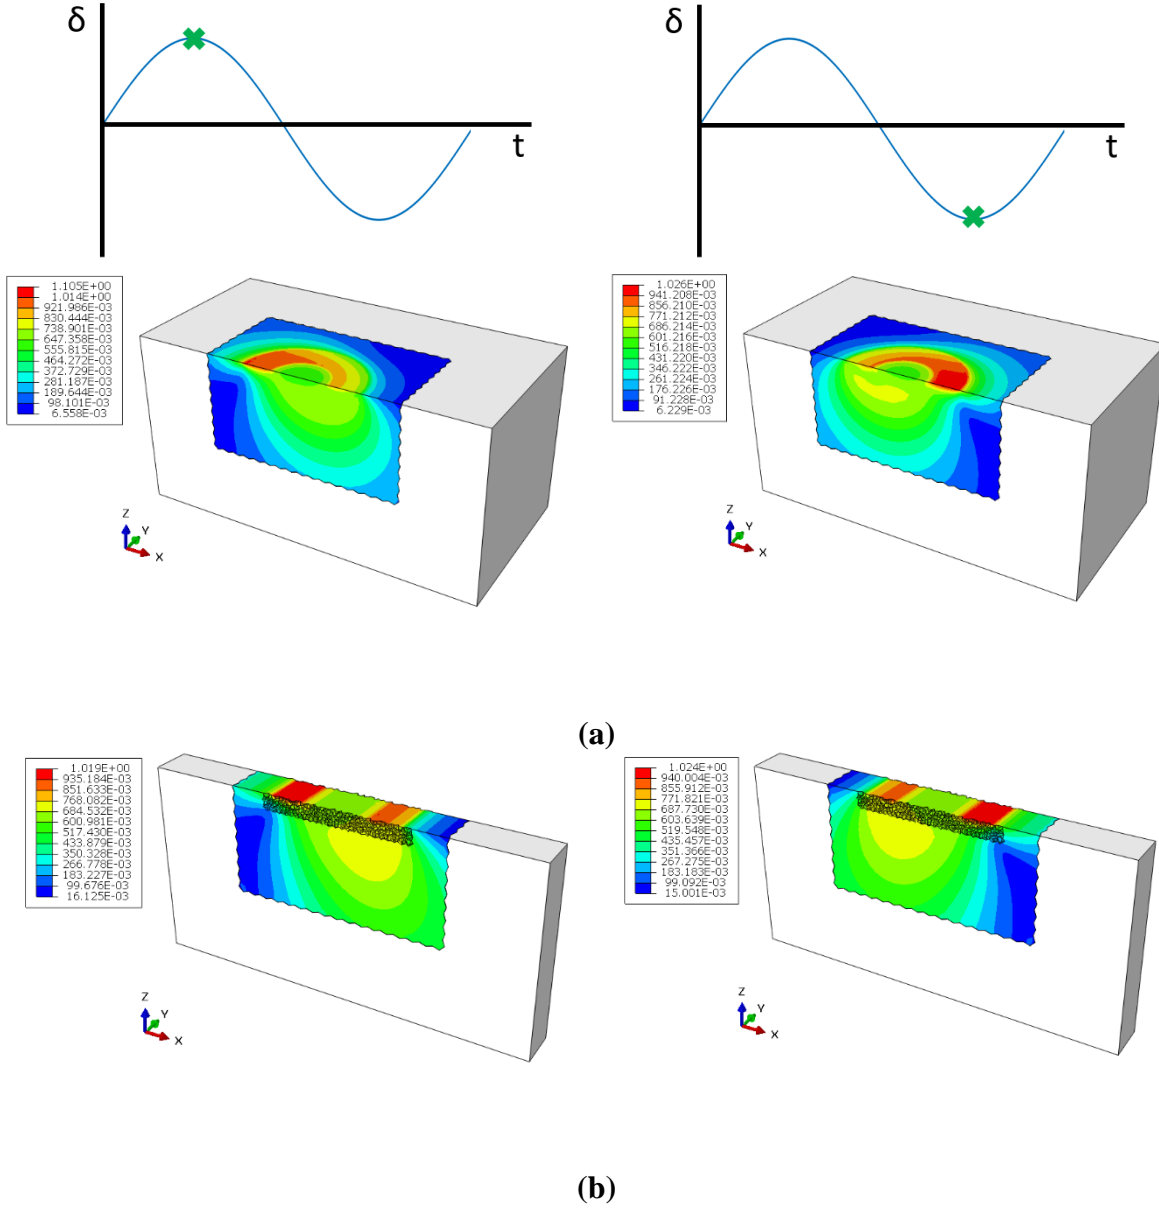 δ
t
δ
t
1.105E+00
1.014E+00
921.986E-03
830.444E-03
738.901E-03
647.358E-03
555.815E-03
464.272E-03
372.729E-03
281.187E-03
189.644E-03
98.101E-03
6.558E-03
Z
Y
X
1.026E+00
941.208E-03
856.210E-03
771.212E-03
686.214E-03
601.216E-03
516.218E-03
431.220E-03
346.222E-03
261.224E-03
176.226E-03
91.228E-03
6.229E-03
Z
Y
X
(a)
1.019E+00
935.184E-03
851.633E-03
768.082E-03
684.532E-03
600.981E-03
517.430E-03
433.879E-03
350.328E-03
266.778E-03
183.227E-03
99.676E-03
16.125E-03
Z
Y
X
1.024E+00
940.004E-03
855.912E-03
771.821E-03
687.730E-03
603.639E-03
519.548E-03
435.457E-03
351.366E-03
267.275E-03
183.183E-03
99.092E-03
15.001E-03
Z
Y
X
(b)